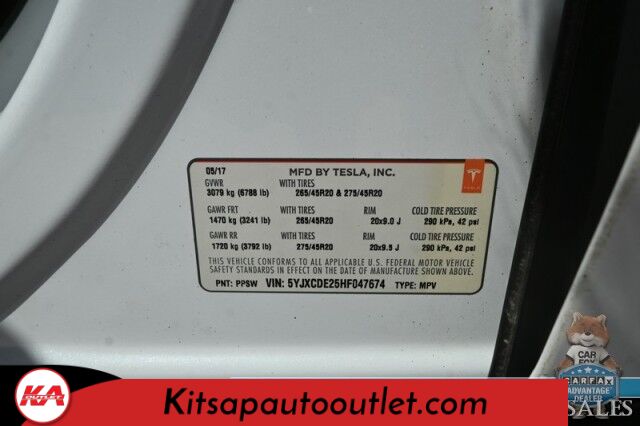 05/17 MFD BY TESLA, INC.
GVWR WITH TIRES
3079 kg (6788 lb) 265/45R20 & 275/45R20
TESLA
GAWR FRT WITH TIRES RIM COLD TIRE PRESSURE
1470 kg (3241 lb) 265/45R20 20x9.0 J 290 kPa, 42 psi
GAWR RR WITH TIRES RIM COLD TIRE PRESSURE
1720 kg (3792 lb) 275/45R20 20x9.5 J 290 kPa, 42 psi
THIS VEHICLE CONFORMS TO ALL APPLICABLE U.S. FEDERAL MOTOR VEHICLE
SAFETY STANDARDS IN EFFECT ON THE DATE OF MANUFACTURE SHOWN ABOVE.
PNT: PPSW VIN: 5YJXCDE25HF047674 TYPE: MPV
CAR
FOX
CARFAX
ADVANTAGE
DEALER
KA
OUTLET
Kitsapautooutlet.com
SALES